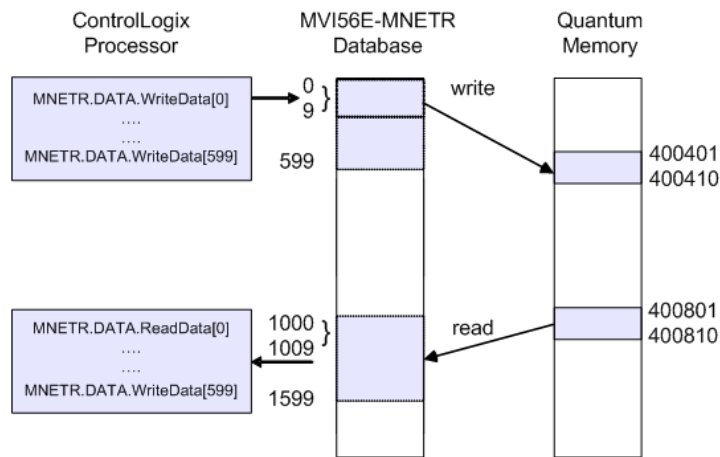 ControlLogix
Processor
MVI56E-MNETR
Database
Quantum
Memory
MNETR.DATA.WriteData[0]
....
....
MNETR.DATA.WriteData[599]
0
9
}
599
write
400401
400410
MNETR.DATA.ReadData[0]
....
....
MNETR.DATA.WriteData[599]
1000
1009
}
1599
read
400801
400810